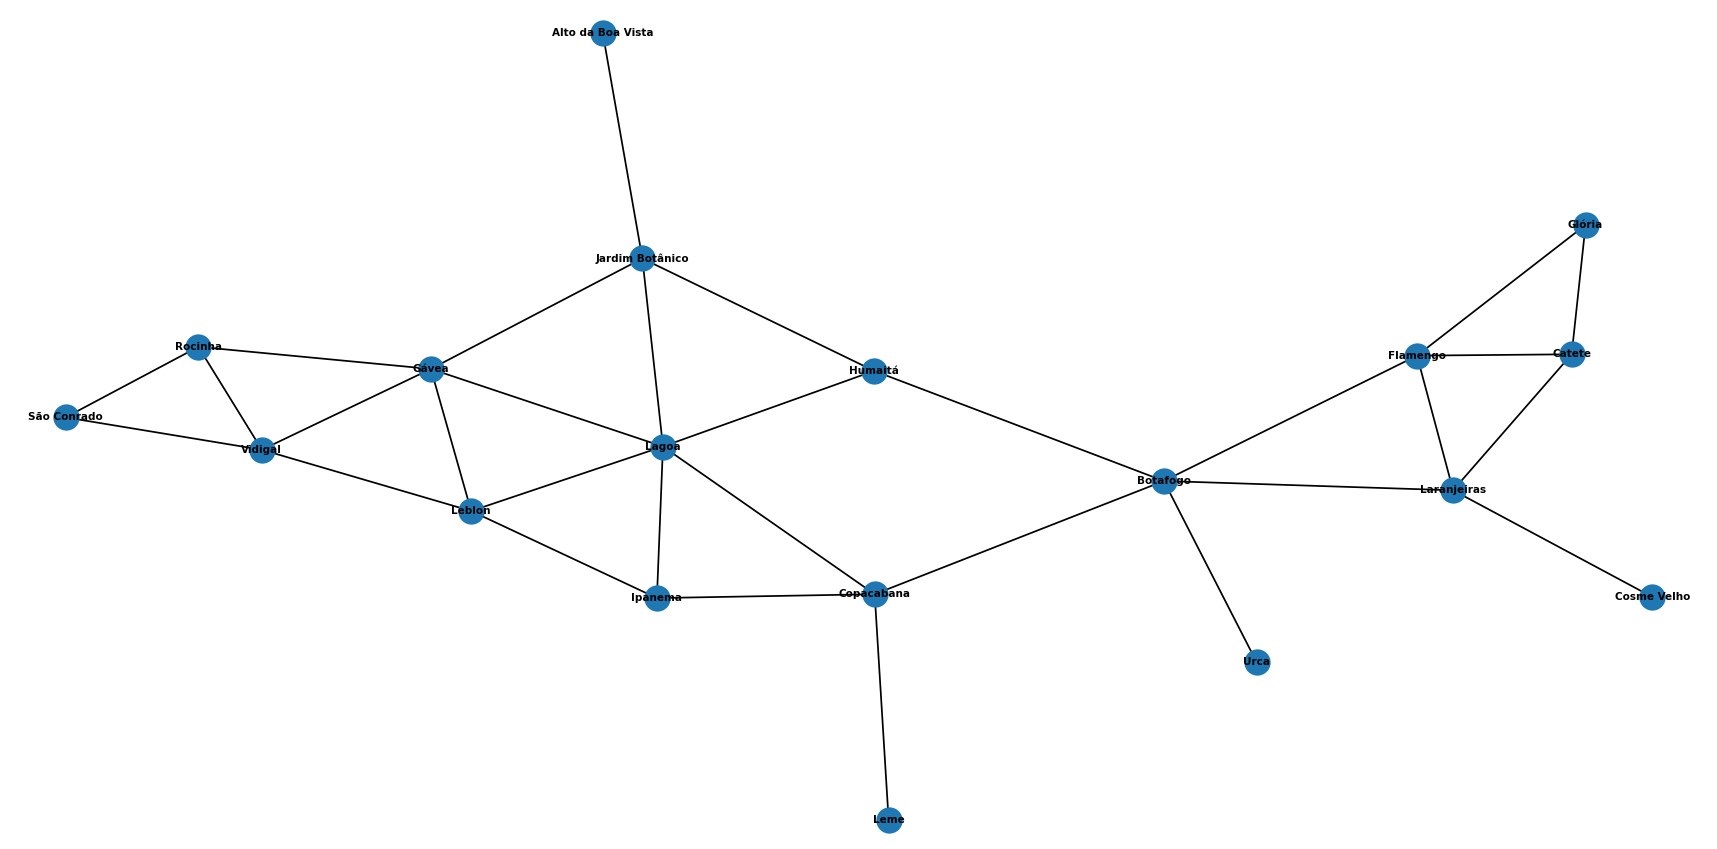 Alto da Boa Vista
Glória
Jardim Botânico
Rocinha
Flamengo
Catete
Gávea
Humaitá
São Conrado
Vidigal
Lagoa
Botafogo
Laranjeiras
Leblon
Ipanema
Copacabana
Cosme Velho
Urca
Leme